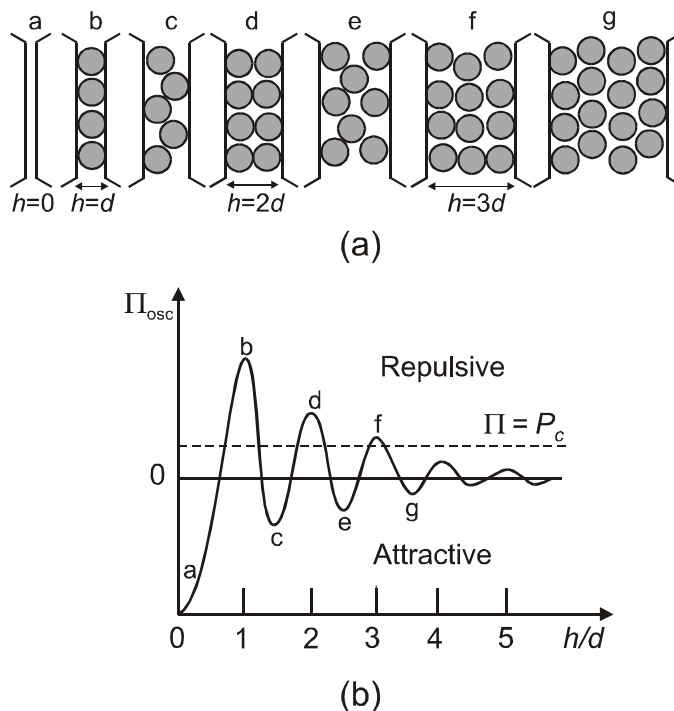 a b c d e f g
h=0 h=d h=2d h=3d
(a)
Π_osc
b
Repulsive
d
f
Π = P_c
0
g
e
c
Attractive
a
0 1 2 3 4 5 h/d
(b)